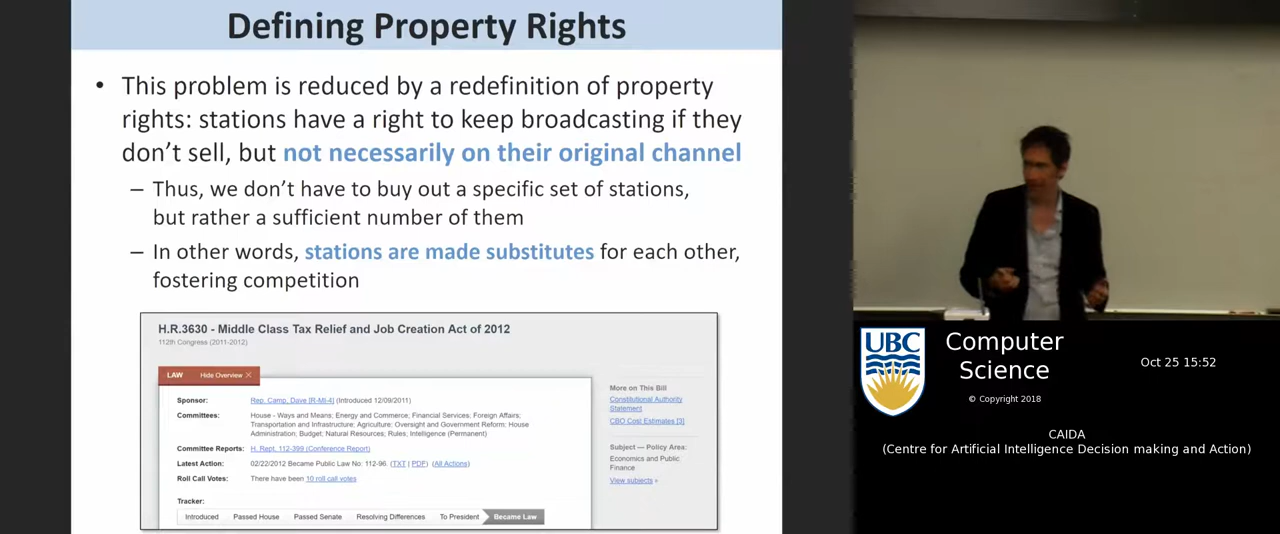 Defining Property Rights
• This problem is reduced by a redefinition of property
rights: stations have a right to keep broadcasting if they
don't sell, but not necessarily on their original channel
– Thus, we don't have to buy out a specific set of stations,
but rather a sufficient number of them
– In other words, stations are made substitutes for each other,
fostering competition
H.R.3630 - Middle Class Tax Relief and Job Creation Act of 2012
112th Congress (2011-2012)
LAW Hide Overview ×
Sponsor: Rep. Camp, Dave [R-MI-4] (Introduced 12/09/2011)
Committees: House - Ways and Means; Energy and Commerce; Financial Services; Foreign Affairs;
Transportation and Infrastructure; Agriculture; Oversight and Government Reform; House
Administration; Budget; Natural Resources; Rules; Intelligence (Permanent)
Committee Reports: H. Rept. 112-399 (Conference Report)
Latest Action: 02/22/2012 Became Public Law No: 112-96. (TXT | PDF) (All Actions)
Roll Call Votes: There have been 10 roll call votes
Tracker:
Introduced Passed House Passed Senate Resolving Differences To President Became Law
More on This Bill
Constitutional Authority
Statement
CBO Cost Estimates [3]
Subject — Policy Area:
Economics and Public
Finance
View subjects »
UBC
Computer
Science
© Copyright 2018
Oct 25 15:52
CAIDA
(Centre for Artificial Intelligence Decision making and Action)